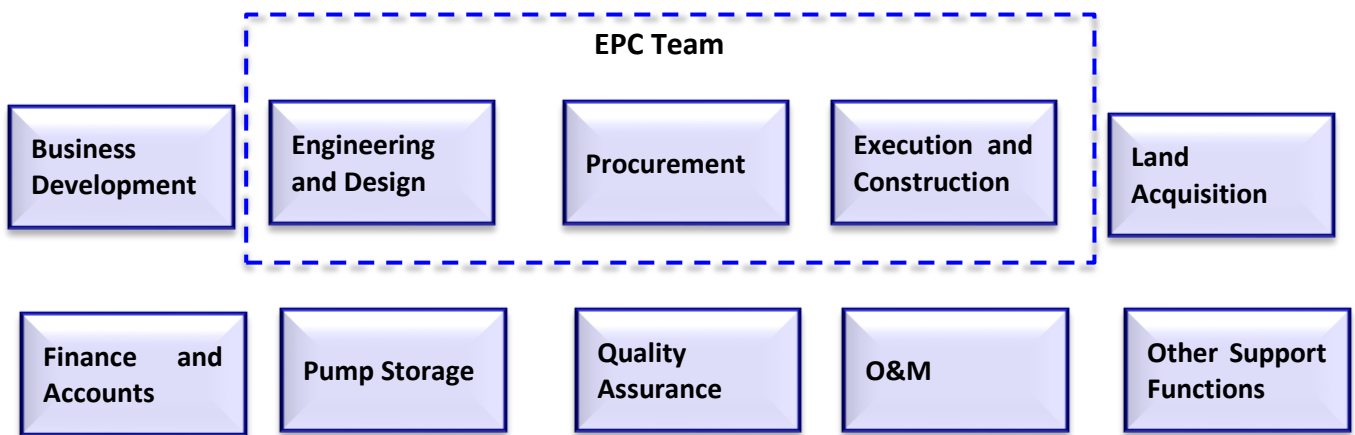 EPC Team
Business
Development
Engineering
and Design
Procurement
Execution and
Construction
Land
Acquisition
Finance and
Accounts
Pump Storage
Quality
Assurance
O&M
Other Support
Functions